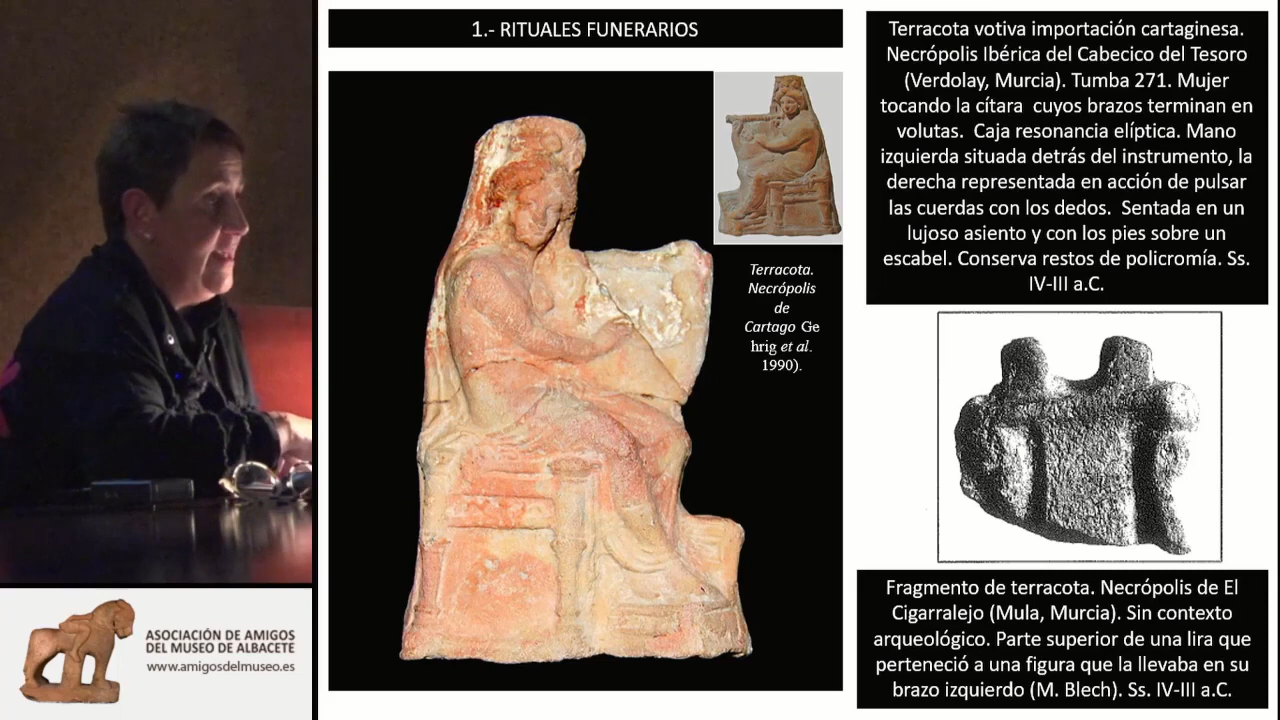 1.- RITUALES FUNERARIOS
Terracota.
Necrópolis
de
Cartago Ge
hrig et al.
1990).
Terracota votiva importación cartaginesa.
Necrópolis Ibérica del Cabecico del Tesoro
(Verdolay, Murcia). Tumba 271. Mujer
tocando la cítara cuyos brazos terminan en
volutas. Caja resonancia elíptica. Mano
izquierda situada detrás del instrumento, la
derecha representada en acción de pulsar
las cuerdas con los dedos. Sentada en un
lujoso asiento y con los pies sobre un
escabel. Conserva restos de policromía. Ss.
IV-III a.C.
Fragmento de terracota. Necrópolis de El
Cigarralejo (Mula, Murcia). Sin contexto
arqueológico. Parte superior de una lira que
perteneció a una figura que la llevaba en su
brazo izquierdo (M. Blech). Ss. IV-III a.C.
ASOCIACIÓN DE AMIGOS
DEL MUSEO DE ALBACETE
www.amigosdelmuseo.es